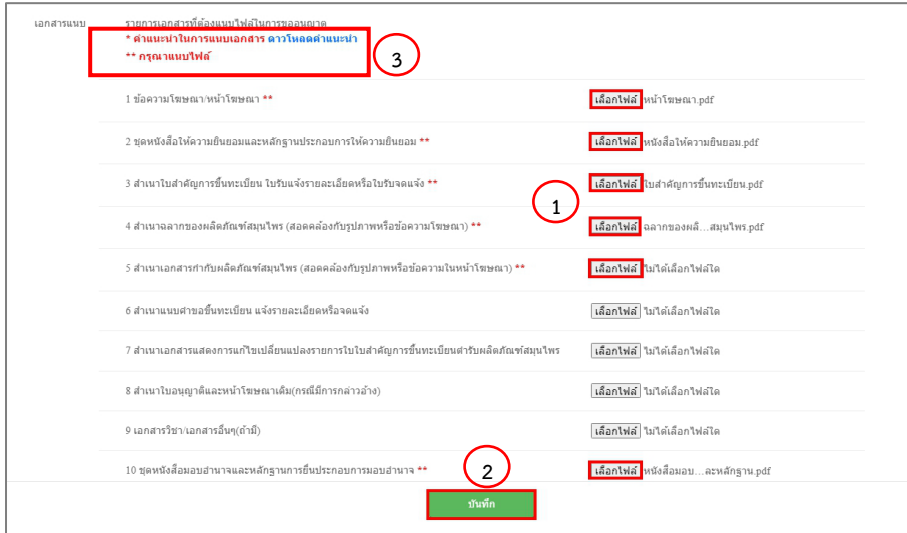 เอกสารแนบ รายการเอกสารที่ต้องแนบไฟล์ในการขออนุญาต
* คำแนะนำในการแนบเอกสาร ดาวโหลดคำแนะนำ
** กรุณาแนบไฟล์
3
1 ข้อความโฆษณา/หน้าโฆษณา ** เลือกไฟล์ หน้าโฆษณา.pdf
2 ชุดหนังสือให้ความยินยอมและหลักฐานประกอบการให้ความยินยอม ** เลือกไฟล์ หนังสือให้ความยินยอม.pdf
3 สำเนาใบสำคัญการขึ้นทะเบียน ใบรับแจ้งรายละเอียดหรือใบรับจดแจ้ง ** เลือกไฟล์ ใบสำคัญการขึ้นทะเบียน.pdf
1
4 สำเนาฉลากของผลิตภัณฑ์สมุนไพร (สอดคล้องกับรูปภาพหรือข้อความโฆษณา) ** เลือกไฟล์ ฉลากของผลิ...สมุนไพร.pdf
5 สำเนาเอกสารกำกับผลิตภัณฑ์สมุนไพร (สอดคล้องกับรูปภาพหรือข้อความในหน้าโฆษณา) ** เลือกไฟล์ ไม่ได้เลือกไฟล์ใด
6 สำเนาแบบคำขอขึ้นทะเบียน แจ้งรายละเอียดหรือจดแจ้ง เลือกไฟล์ ไม่ได้เลือกไฟล์ใด
7 สำเนาเอกสารแสดงการแก้ไขเปลี่ยนแปลงรายการใบใบสำคัญการขึ้นทะเบียนตำรับผลิตภัณฑ์สมุนไพร เลือกไฟล์ ไม่ได้เลือกไฟล์ใด
8 สำเนาใบอนุญาตและหน้าโฆษณาเดิม(กรณีมีการกล่าวอ้าง) เลือกไฟล์ ไม่ได้เลือกไฟล์ใด
9 เอกสารวิชา/เอกสารอื่นๆ(ถ้ามี) เลือกไฟล์ ไม่ได้เลือกไฟล์ใด
10 ชุดหนังสือมอบอำนาจและหลักฐานการยื่นประกอบการมอบอำนาจ ** เลือกไฟล์ หนังสือมอบ...ละหลักฐาน.pdf
2
บันทึก